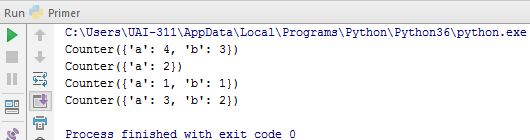 Run Primer
C:\Users\UAI-311\AppData\Local\Programs\Python\Python36\python.exe
Counter({'a': 4, 'b': 3})
Counter({'a': 2})
Counter({'a': 1, 'b': 1})
Counter({'a': 3, 'b': 2})
Process finished with exit code 0